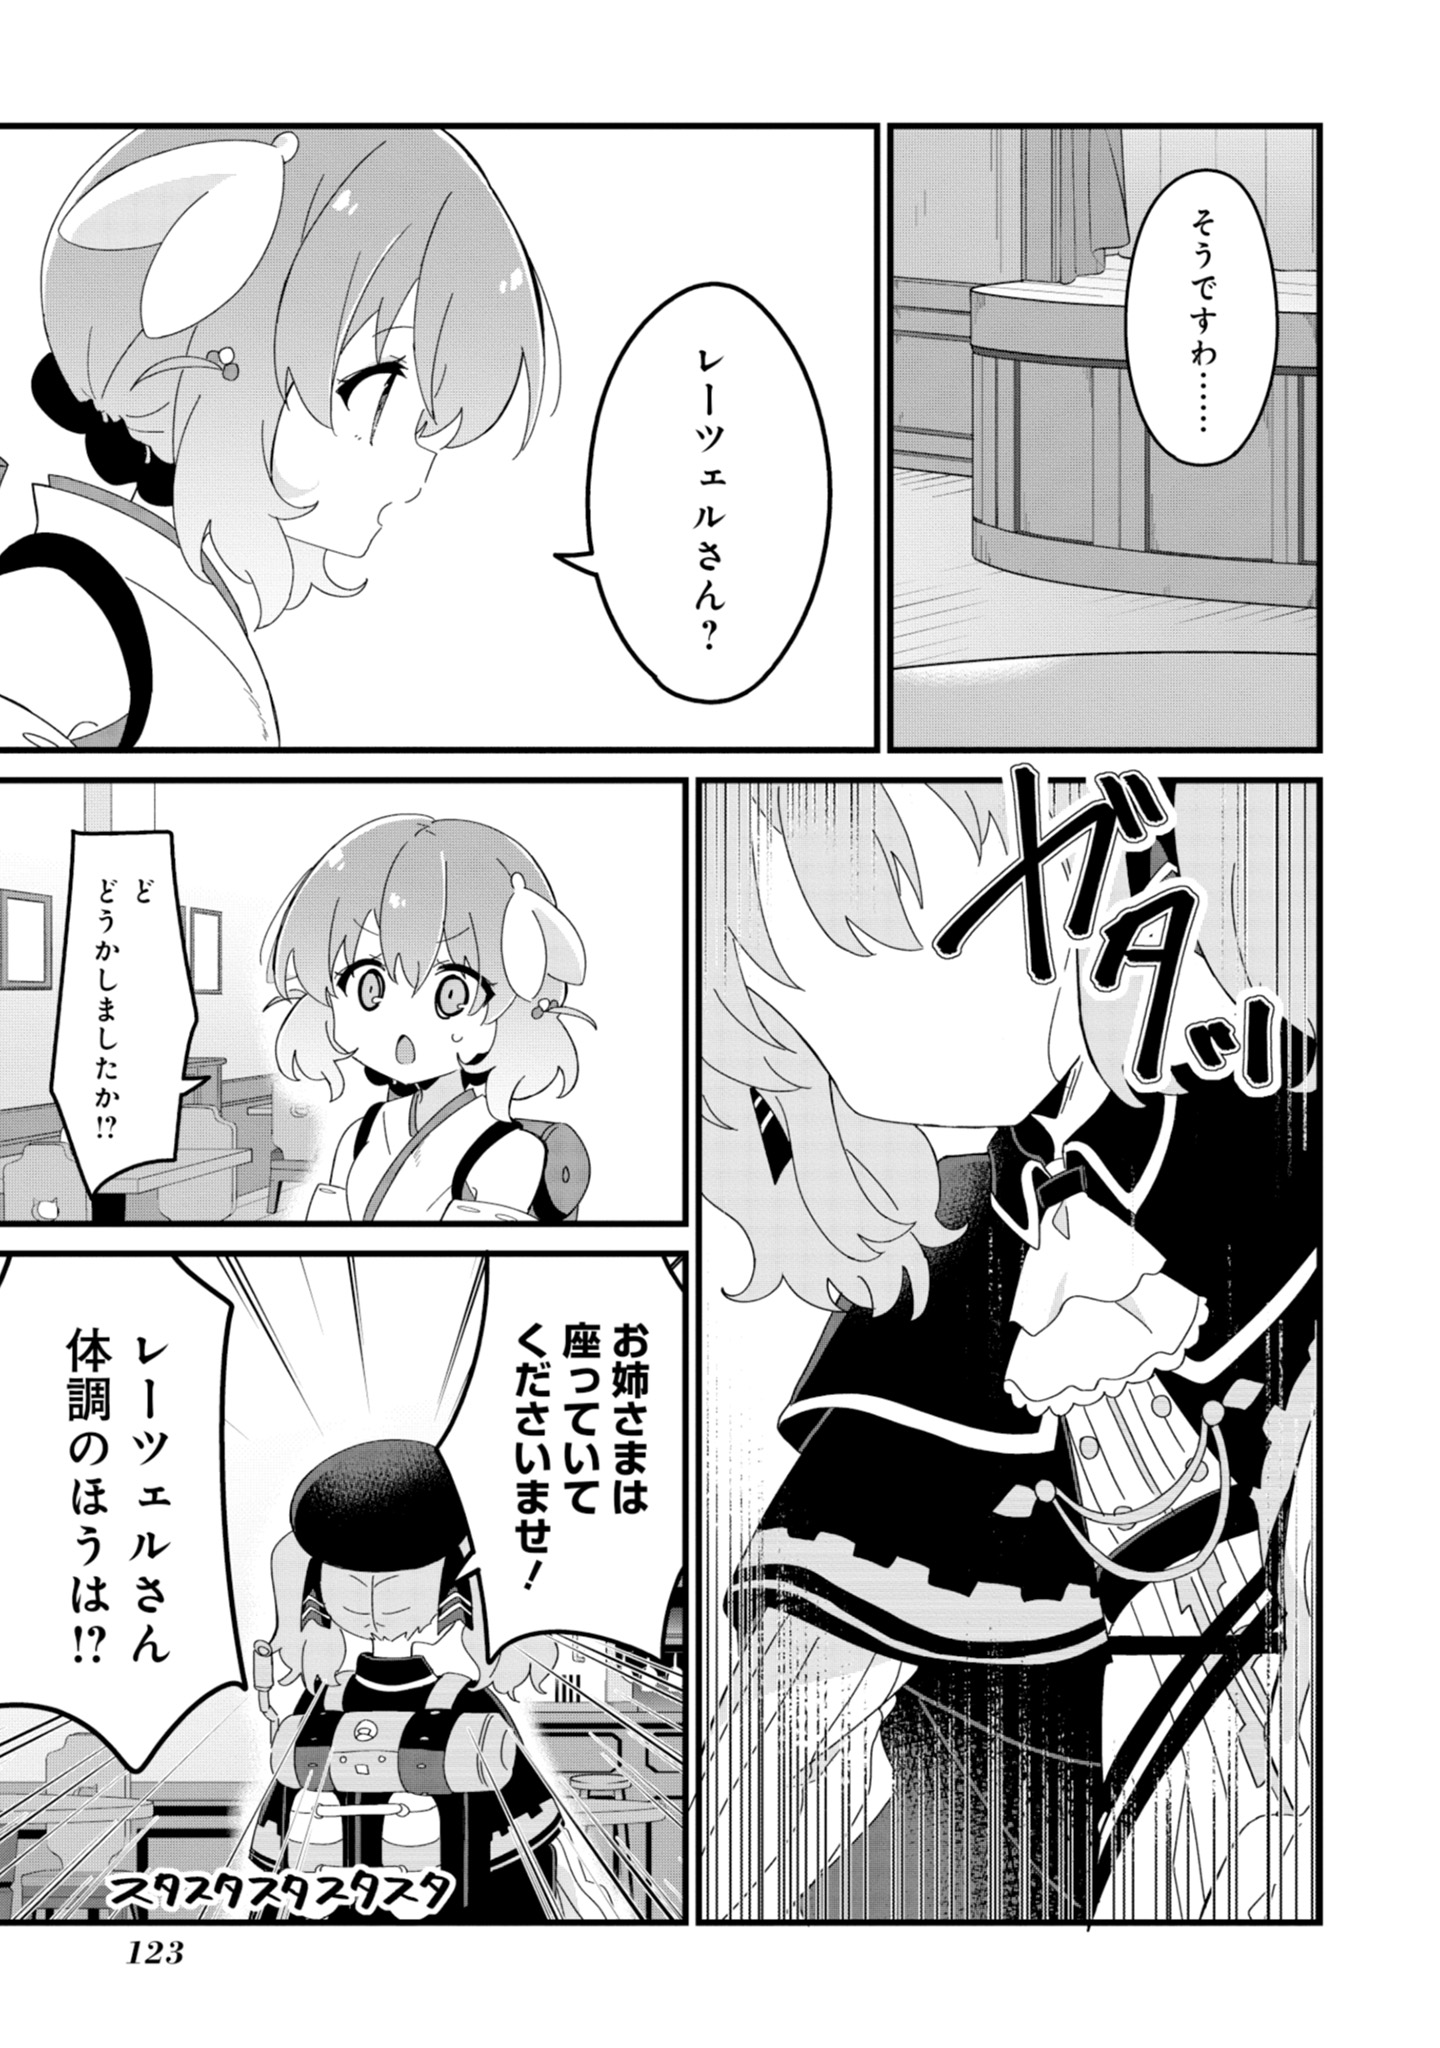 そうですわ……
レーツェルさん？
ガタッ
ど
どうかしましたか!?
お姉さまは
座っていて
くださいませ！
レーツェルさん
体調のほうは!?
スタスタスタスタスタ
123